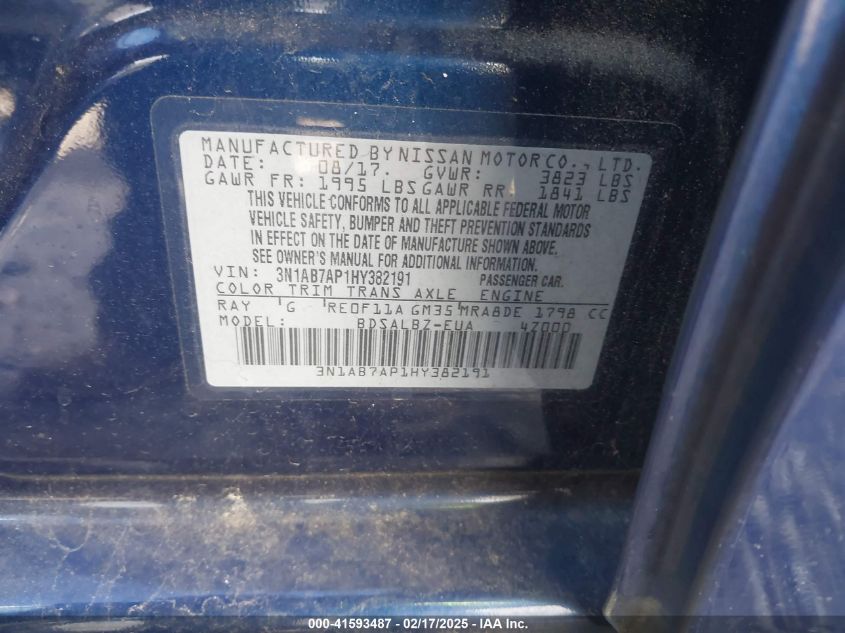 MANUFACTURED BY NISSAN MOTOR CO., LTD.
DATE: 08/17. GVWR: 3823 LBS
GAWR FR: 1995 LBS GAWR RR: 1841 LBS
THIS VEHICLE CONFORMS TO ALL APPLICABLE FEDERAL MOTOR
VEHICLE SAFETY, BUMPER AND THEFT PREVENTION STANDARDS
IN EFFECT ON THE DATE OF MANUFACTURE SHOWN ABOVE.
SEE OWNER'S MANUAL FOR ADDITIONAL INFORMATION.
VIN: 3N1AB7AP1HY382191 PASSENGER CAR.
COLOR TRIM TRANS AXLE ENGINE
RAY G RE0F11A GM35 MRA8DE 1798 CC
MODEL: BDSALBZ-EUA 47000
3N1AB7AP1HY382191
000-41593487 - 02/17/2025 - IAAI.com